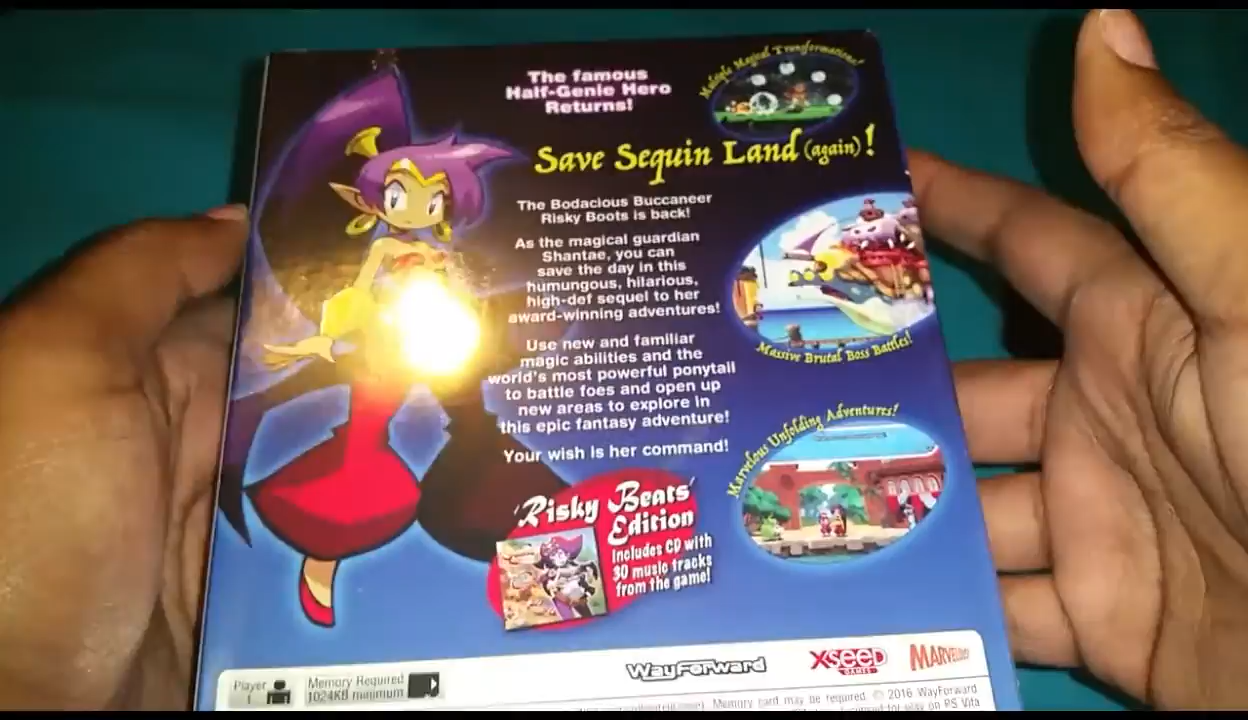 The famous
Half-Genie Hero
Returns!
Multiple Magical Transformations!
Save Sequin Land (again)!
The Bodacious Buccaneer
Risky Boots is back!
As the magical guardian
Shantae, you can
save the day in this
humungous, hilarious,
high-def sequel to her
award-winning adventures!
Massive Brutal Boss Battles!
Use new and familiar
magic abilities and the
world's most powerful ponytail
to battle foes and open up
new areas to explore in
this epic fantasy adventure!
Your wish is her command!
Marvelous Unfolding Adventures!
Risky Beats
Edition
Includes CD with
30 music tracks
from the game!
WayForward
XSEED
GAMES
MARVELOUS
Player
1
Memory Required
1024KB minimum
Memory card may be required. © 2016 WayForward
for play on PS Vita